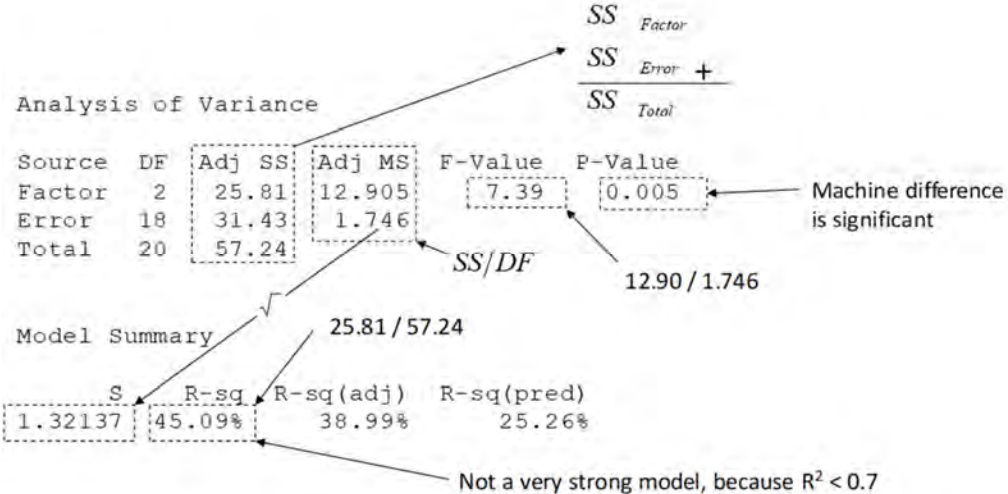 SS Factor
SS Error +
SS Total
Analysis of Variance
Source DF Adj SS Adj MS F-Value P-Value
Factor 2 25.81 12.905 7.39 0.005
Error 18 31.43 1.746
Total 20 57.24
Machine difference
is significant
SS/DF
12.90 / 1.746
√
25.81 / 57.24
Model Summary
S R-sq R-sq(adj) R-sq(pred)
1.32137 45.09% 38.99% 25.26%
Not a very strong model, because R² < 0.7